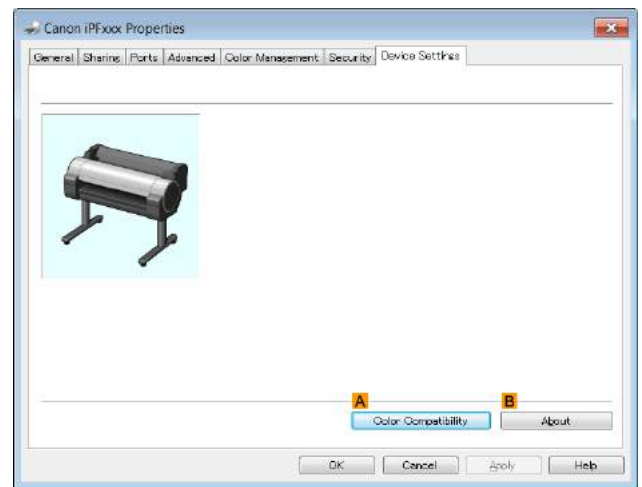 Canon iPFxxx Properties
General Sharing Ports Advanced Color Management Security Device Settings
A B
Color Compatibility About
OK Cancel Apply Help